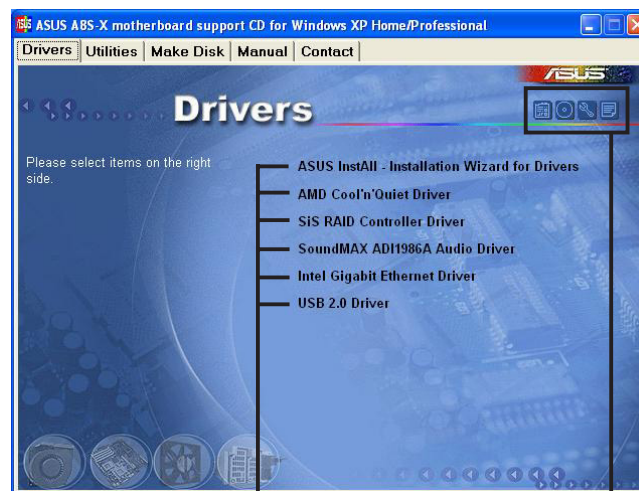 ASUS A8S-X motherboard support CD for Windows XP Home/Professional
Drivers Utilities Make Disk Manual Contact
ASUS
Drivers
Please select items on the right
side.
ASUS InstAll - Installation Wizard for Drivers
AMD Cool'n'Quiet Driver
SiS RAID Controller Driver
SoundMAX ADI1986A Audio Driver
Intel Gigabit Ethernet Driver
USB 2.0 Driver